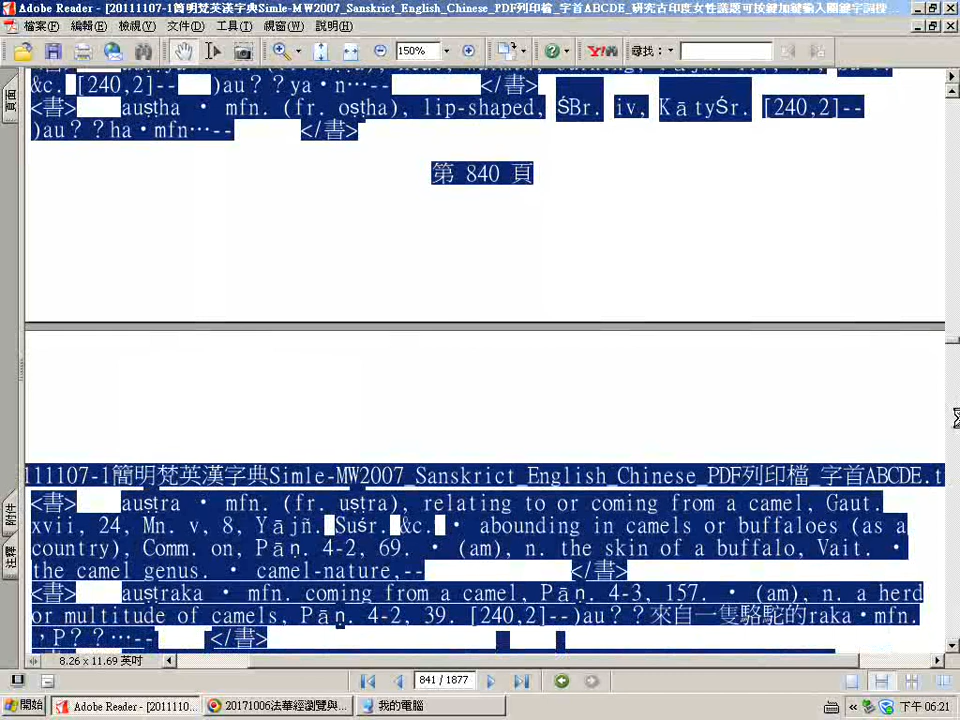 Adobe Reader - [20111107-1簡明梵英漢字典Simle-MW2007_Sanskrict_English_Chinese_PDF列印檔_字首ABCDE_研究古印度女性議題可按鍵加鍵輸入關鍵字詞搜
檔案(F) 編輯(E) 檢視(V) 文件(D) 工具(T) 視窗(W) 說明(H)
150% 尋找:
頁面
&c. [240,2]-- )au？？ya‧n…-- </書>
<書> auṣṭha ‧ mfn. (fr. oṣṭha), lip-shaped, ŚBr. iv, KātyŚr. [240,2]--
)au？？ha‧mfn…-- </書>
第 840 頁
111107-1簡明梵英漢字典Simle-MW2007_Sanskrict_English_Chinese_PDF列印檔_字首ABCDE.t
<書> auṣṭra ‧ mfn. (fr. uṣṭra), relating to or coming from a camel, Gaut.
xvii, 24, Mn. v, 8, Yājñ. Suśr. &c. ‧ abounding in camels or buffaloes (as a
country), Comm. on, Pāṇ. 4-2, 69. ‧ (am), n. the skin of a buffalo, Vait. ‧
the camel genus. ‧ camel-nature,-- </書>
<書> auṣṭraka ‧ mfn. coming from a camel, Pāṇ. 4-3, 157. ‧ (am), n. a herd
or multitude of camels, Pāṇ. 4-2, 39. [240,2]--)au？？來自一隻駱駝的raka‧mfn.
，P？？…-- </書>
附件
注釋
8.26 x 11.69 英吋
841 / 1877
開始 Adobe Reader - [2011110... 20171006法華經瀏覽與... 我的電腦 下午 06:21